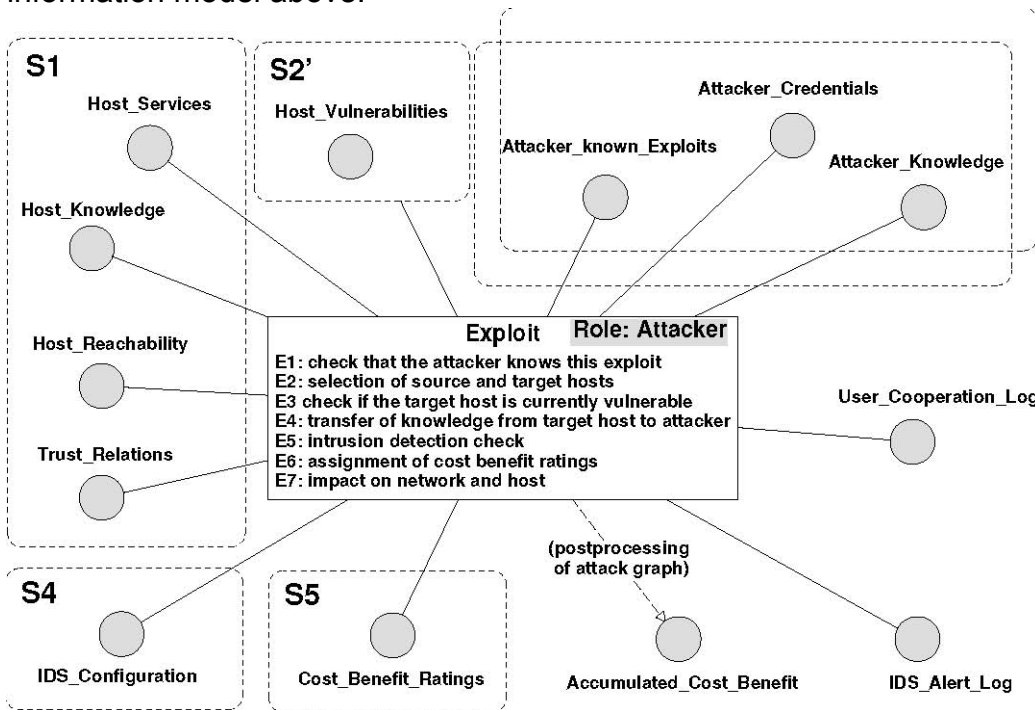 information model above.
S1
S2'
Host_Services
Host_Vulnerabilities
Attacker_Credentials
Attacker_known_Exploits
Attacker_Knowledge
Host_Knowledge
Host_Reachability
Trust_Relations
Exploit
Role: Attacker
E1: check that the attacker knows this exploit
E2: selection of source and target hosts
E3 check if the target host is currently vulnerable
E4: transfer of knowledge from target host to attacker
E5: intrusion detection check
E6: assignment of cost benefit ratings
E7: impact on network and host
User_Cooperation_Log
(postprocessing
of attack graph)
S4
S5
IDS_Configuration
Cost_Benefit_Ratings
Accumulated_Cost_Benefit
IDS_Alert_Log